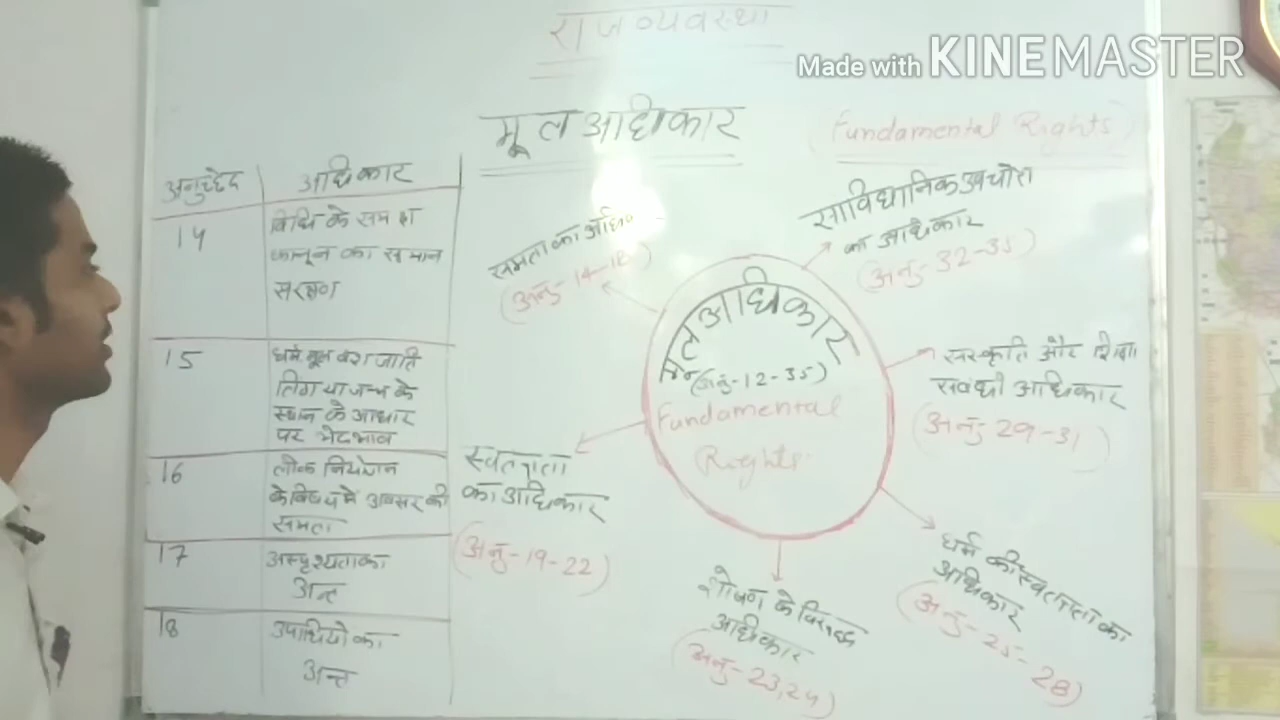 राजव्यवस्था
Made with KINEMASTER
मूल अधिकार
(Fundamental Rights)
अनुच्छेद अधिकार
14 विधि के समक्ष
कानून का समान
संरक्षण
15 धर्म मूल वंश जाति
लिंग या जन्म के
स्थान के आधार
पर भेदभाव
16 लोक नियोजन
के विषय में अवसर की
समता
17 अस्पृश्यता का
अन्त
18 उपाधियों का
अन्त
समता का
(अनु-14-18)
सांविधानिक उपचारों
का अधिकार
(अनु-32-35)
मूल अधिकार
(अनु-12-35)
Fundamental
Rights
संस्कृति और शिक्षा
संबंधी अधिकार
(अनु-29-31)
स्वतंत्रता
का अधिकार
(अनु-19-22)
शोषण के विरुद्ध
अधिकार
(अनु-23,24)
धर्म की स्वतंत्रता का
अधिकार
(अनु-25-28)